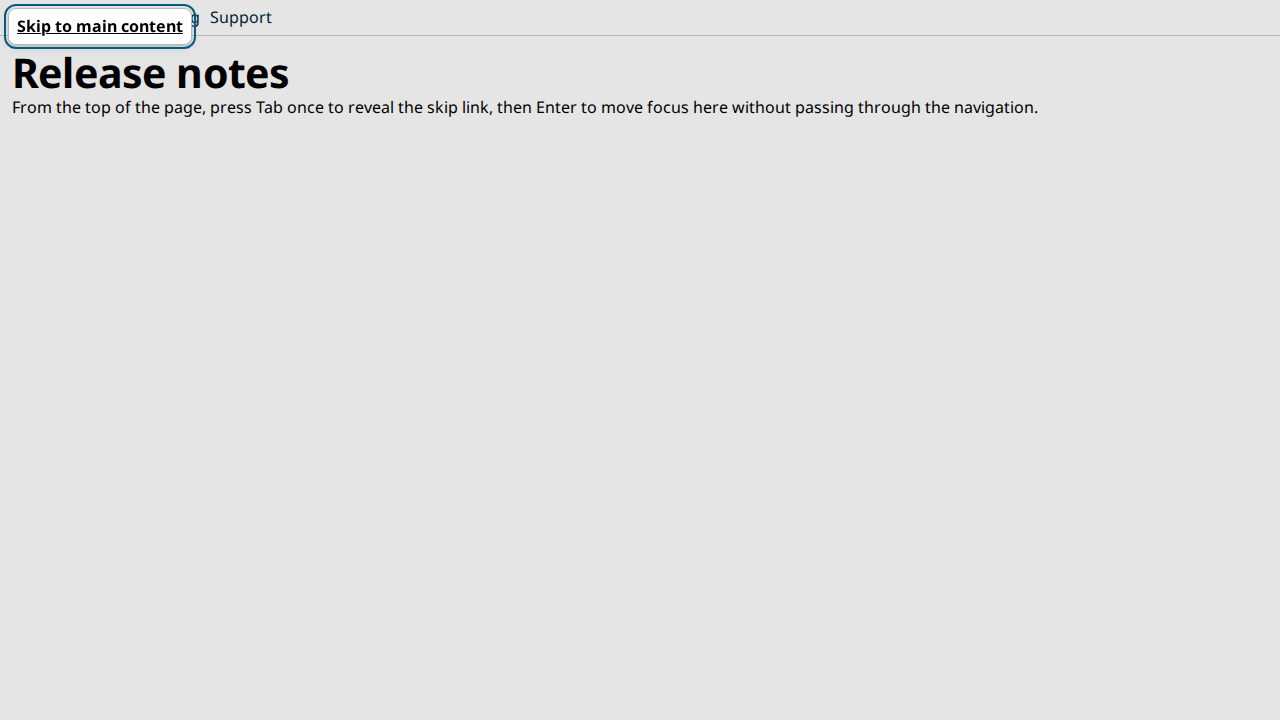 Skip to main content Support
Release notes
From the top of the page, press Tab once to reveal the skip link, then Enter to move focus here without passing through the navigation.